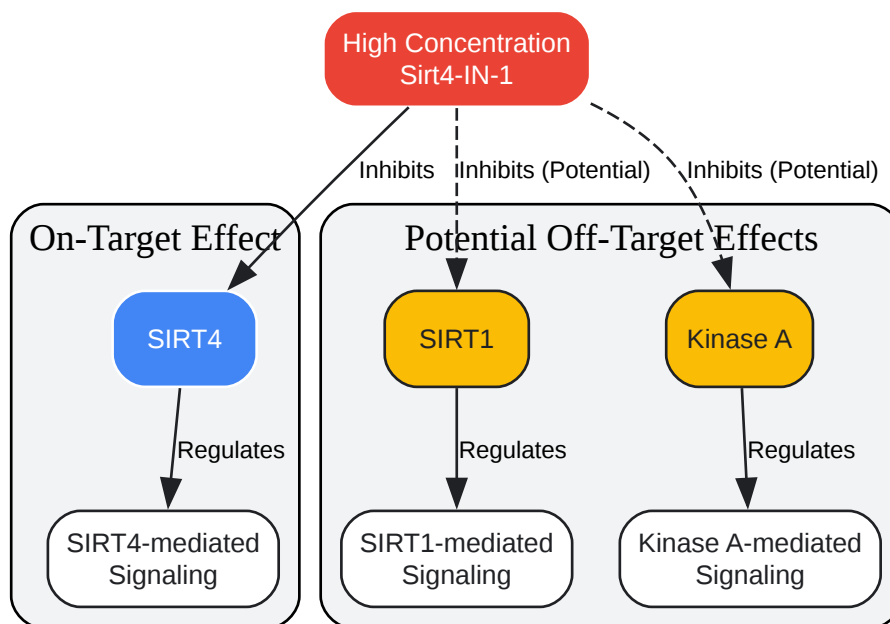 High Concentration
Sirt4-IN-1
Inhibits
Inhibits (Potential)
Inhibits (Potential)
On-Target Effect
Potential Off-Target Effects
SIRT4
SIRT1
Kinase A
Regulates
Regulates
Regulates
SIRT4-mediated
Signaling
SIRT1-mediated
Signaling
Kinase A-mediated
Signaling